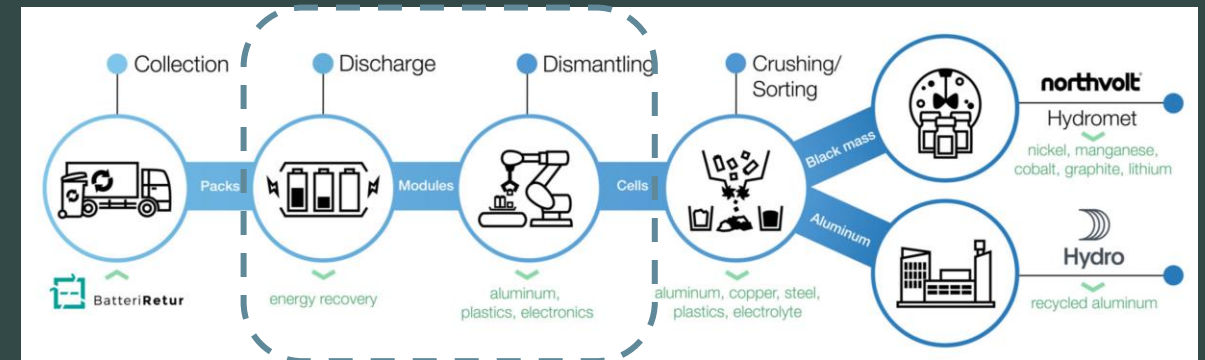 Collection
Discharge
Dismantling
Crushing/
Sorting
Packs
Modules
Cells
Black mass
Aluminum
northvolt
Hydromet
nickel, manganese,
cobalt, graphite, lithium
Hydro
recycled aluminum
BatteriRetur
energy recovery
aluminum,
plastics, electronics
aluminum, copper, steel,
plastics, electrolyte